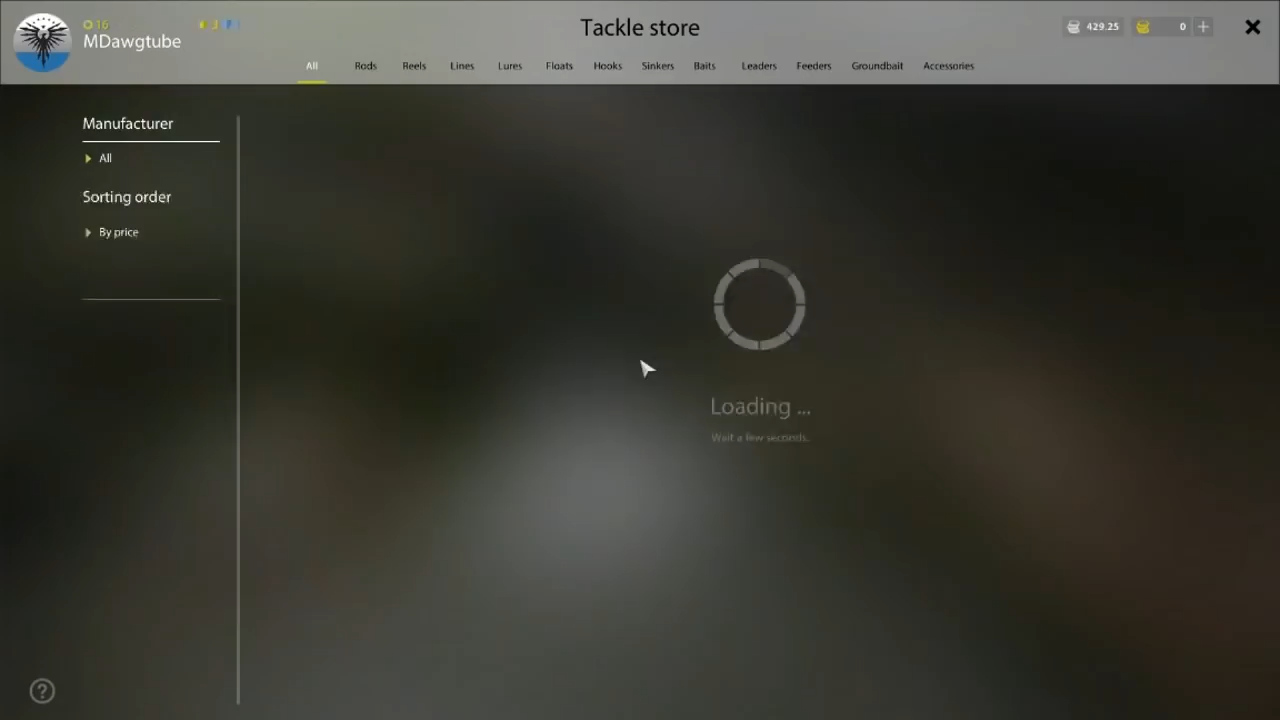 16
MDawgtube
Tackle store
429.25
0
All Rods Reels Lines Lures Floats Hooks Sinkers Baits Leaders Feeders Groundbait Accessories
Manufacturer
All
Sorting order
By price
Loading ...
Wait a few seconds.
?